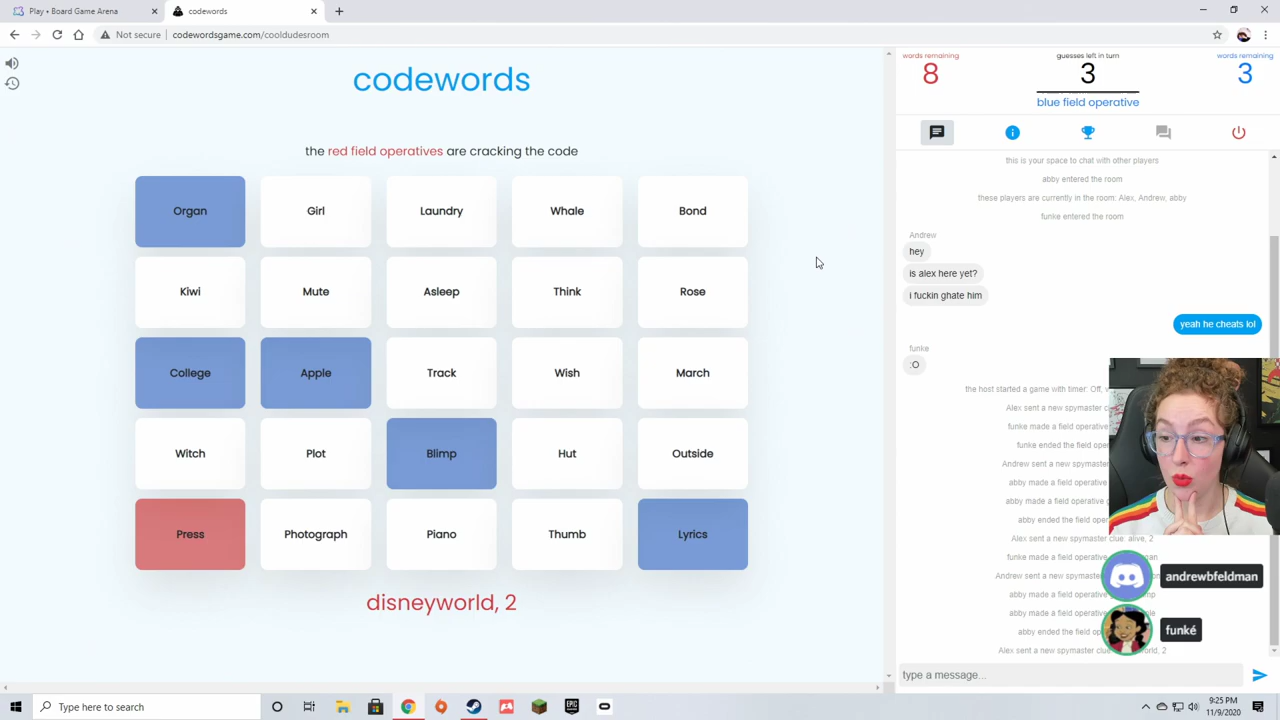 Play • Board Game Arena
codewords
Not secure | codewordsgame.com/cooldudesroom
codewords
the red field operatives are cracking the code
Organ Girl Laundry Whale Bond
Kiwi Mute Asleep Think Rose
College Apple Track Wish March
Witch Plot Blimp Hut Outside
Press Photograph Piano Thumb Lyrics
disneyworld, 2
words remaining
8
guesses left in turn
3
blue field operative
words remaining
3
this is your space to chat with other players
abby entered the room
these players are currently in the room: Alex, Andrew, abby
funke entered the room
Andrew
hey
is alex here yet?
i fuckin ghate him
yeah he cheats lol
funke
:O
the host started a game with timer: Off,
Alex sent a new spymaster
funke made a field operative
funke ended the field
Andrew sent a new spymaster
abby made a field operative
abby made a field operative
abby ended the field
Alex sent a new spymaster clue: alive, 2
funke made a field operative
Andrew sent a new spymaster
abby made a field operative
abby made a field operative
abby ended the field
Alex sent a new spymaster
andrewbfeldman
funké
type a message...
Type here to search
9:25 PM
11/9/2020